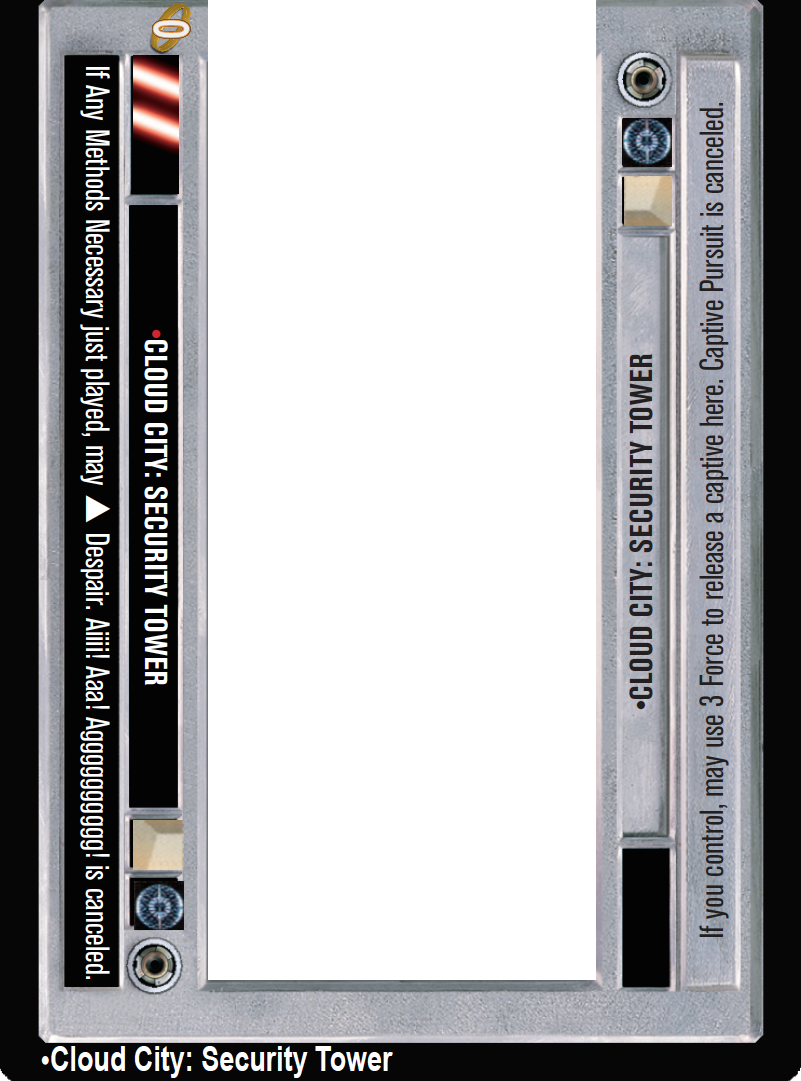 If Any Methods Necessary just played, may ▲ Despair. Aiiii! Aaa! Agggggggggg! is canceled.
•CLOUD CITY: SECURITY TOWER
•CLOUD CITY: SECURITY TOWER
If you control, may use 3 Force to release a captive here. Captive Pursuit is canceled.
•Cloud City: Security Tower